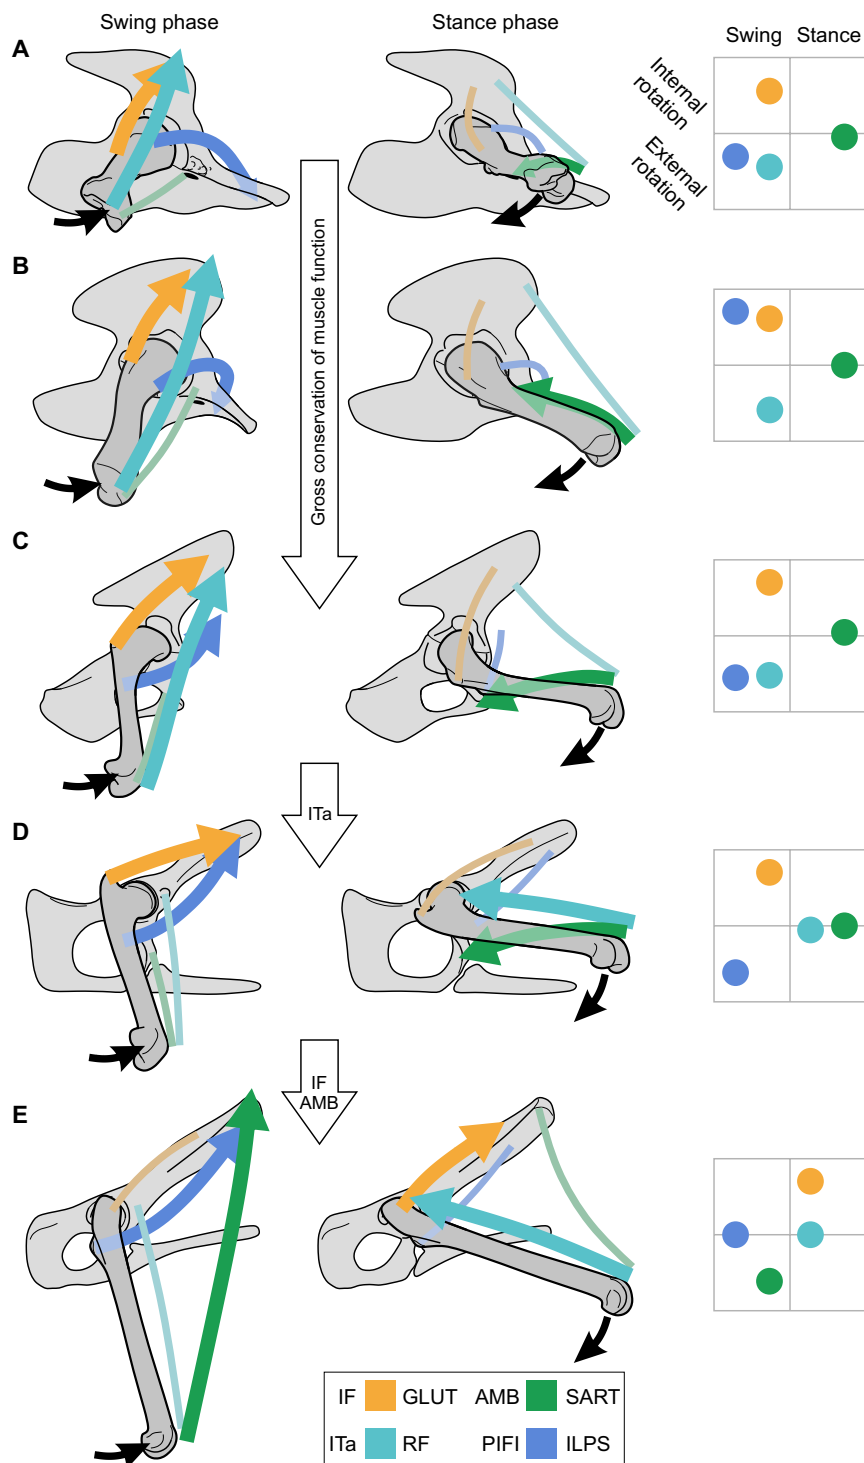 Swing phase
Stance phase
Swing Stance
A
Internal
rotation
External
rotation
B
Gross conservation of muscle function
C
ITa
D
IF
AMB
E
IF GLUT AMB SART
ITa RF PIFI ILPS